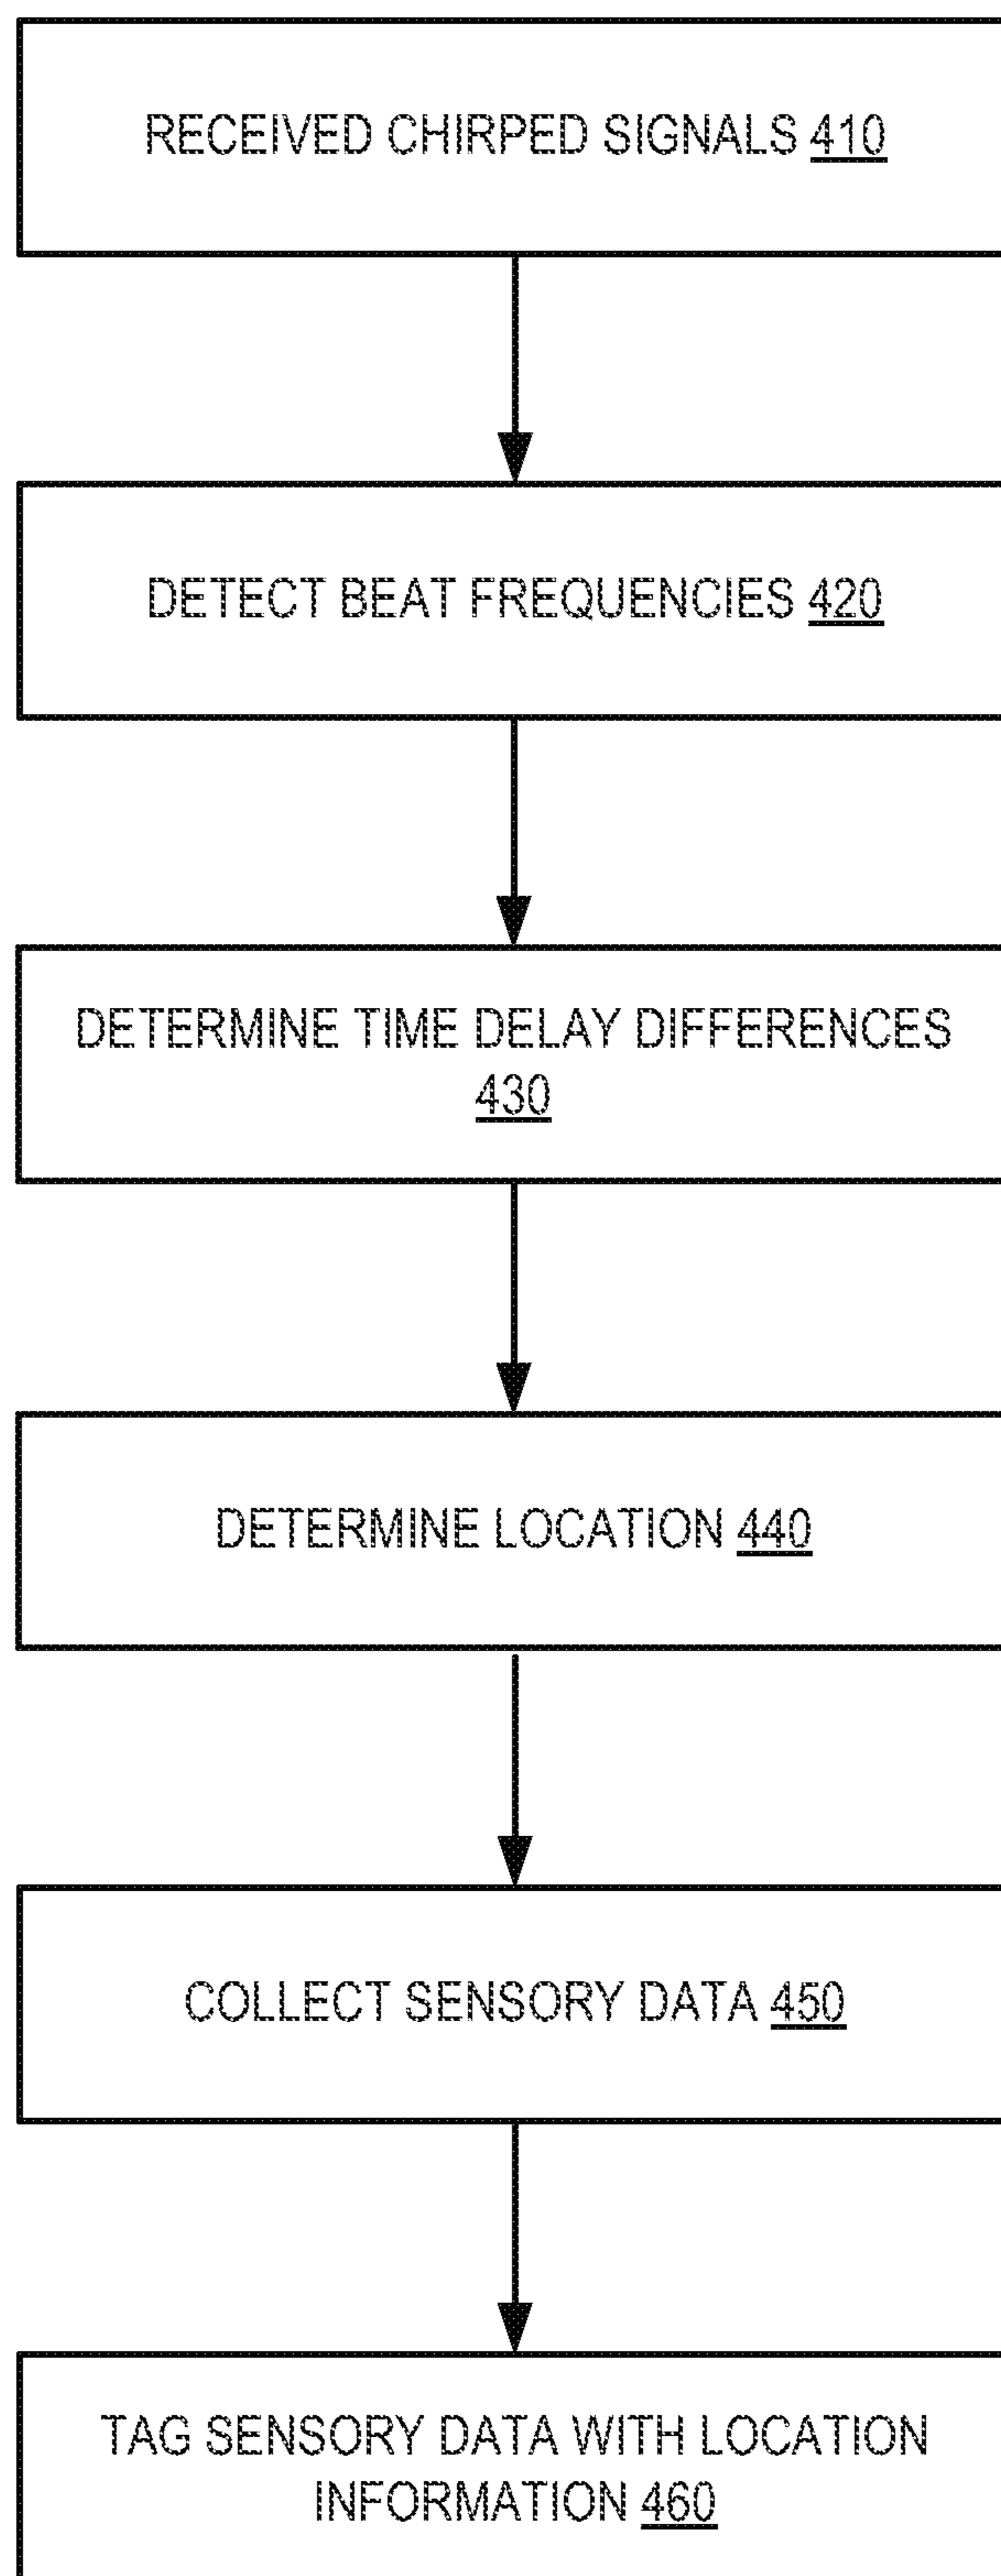 RECEIVED CHIRPED SIGNALS 410
DETECT BEAT FREQUENCIES 420
DETERMINE TIME DELAY DIFFERENCES
430
DETERMINE LOCATION 440
COLLECT SENSORY DATA 450
TAG SENSORY DATA WITH LOCATION
INFORMATION 460